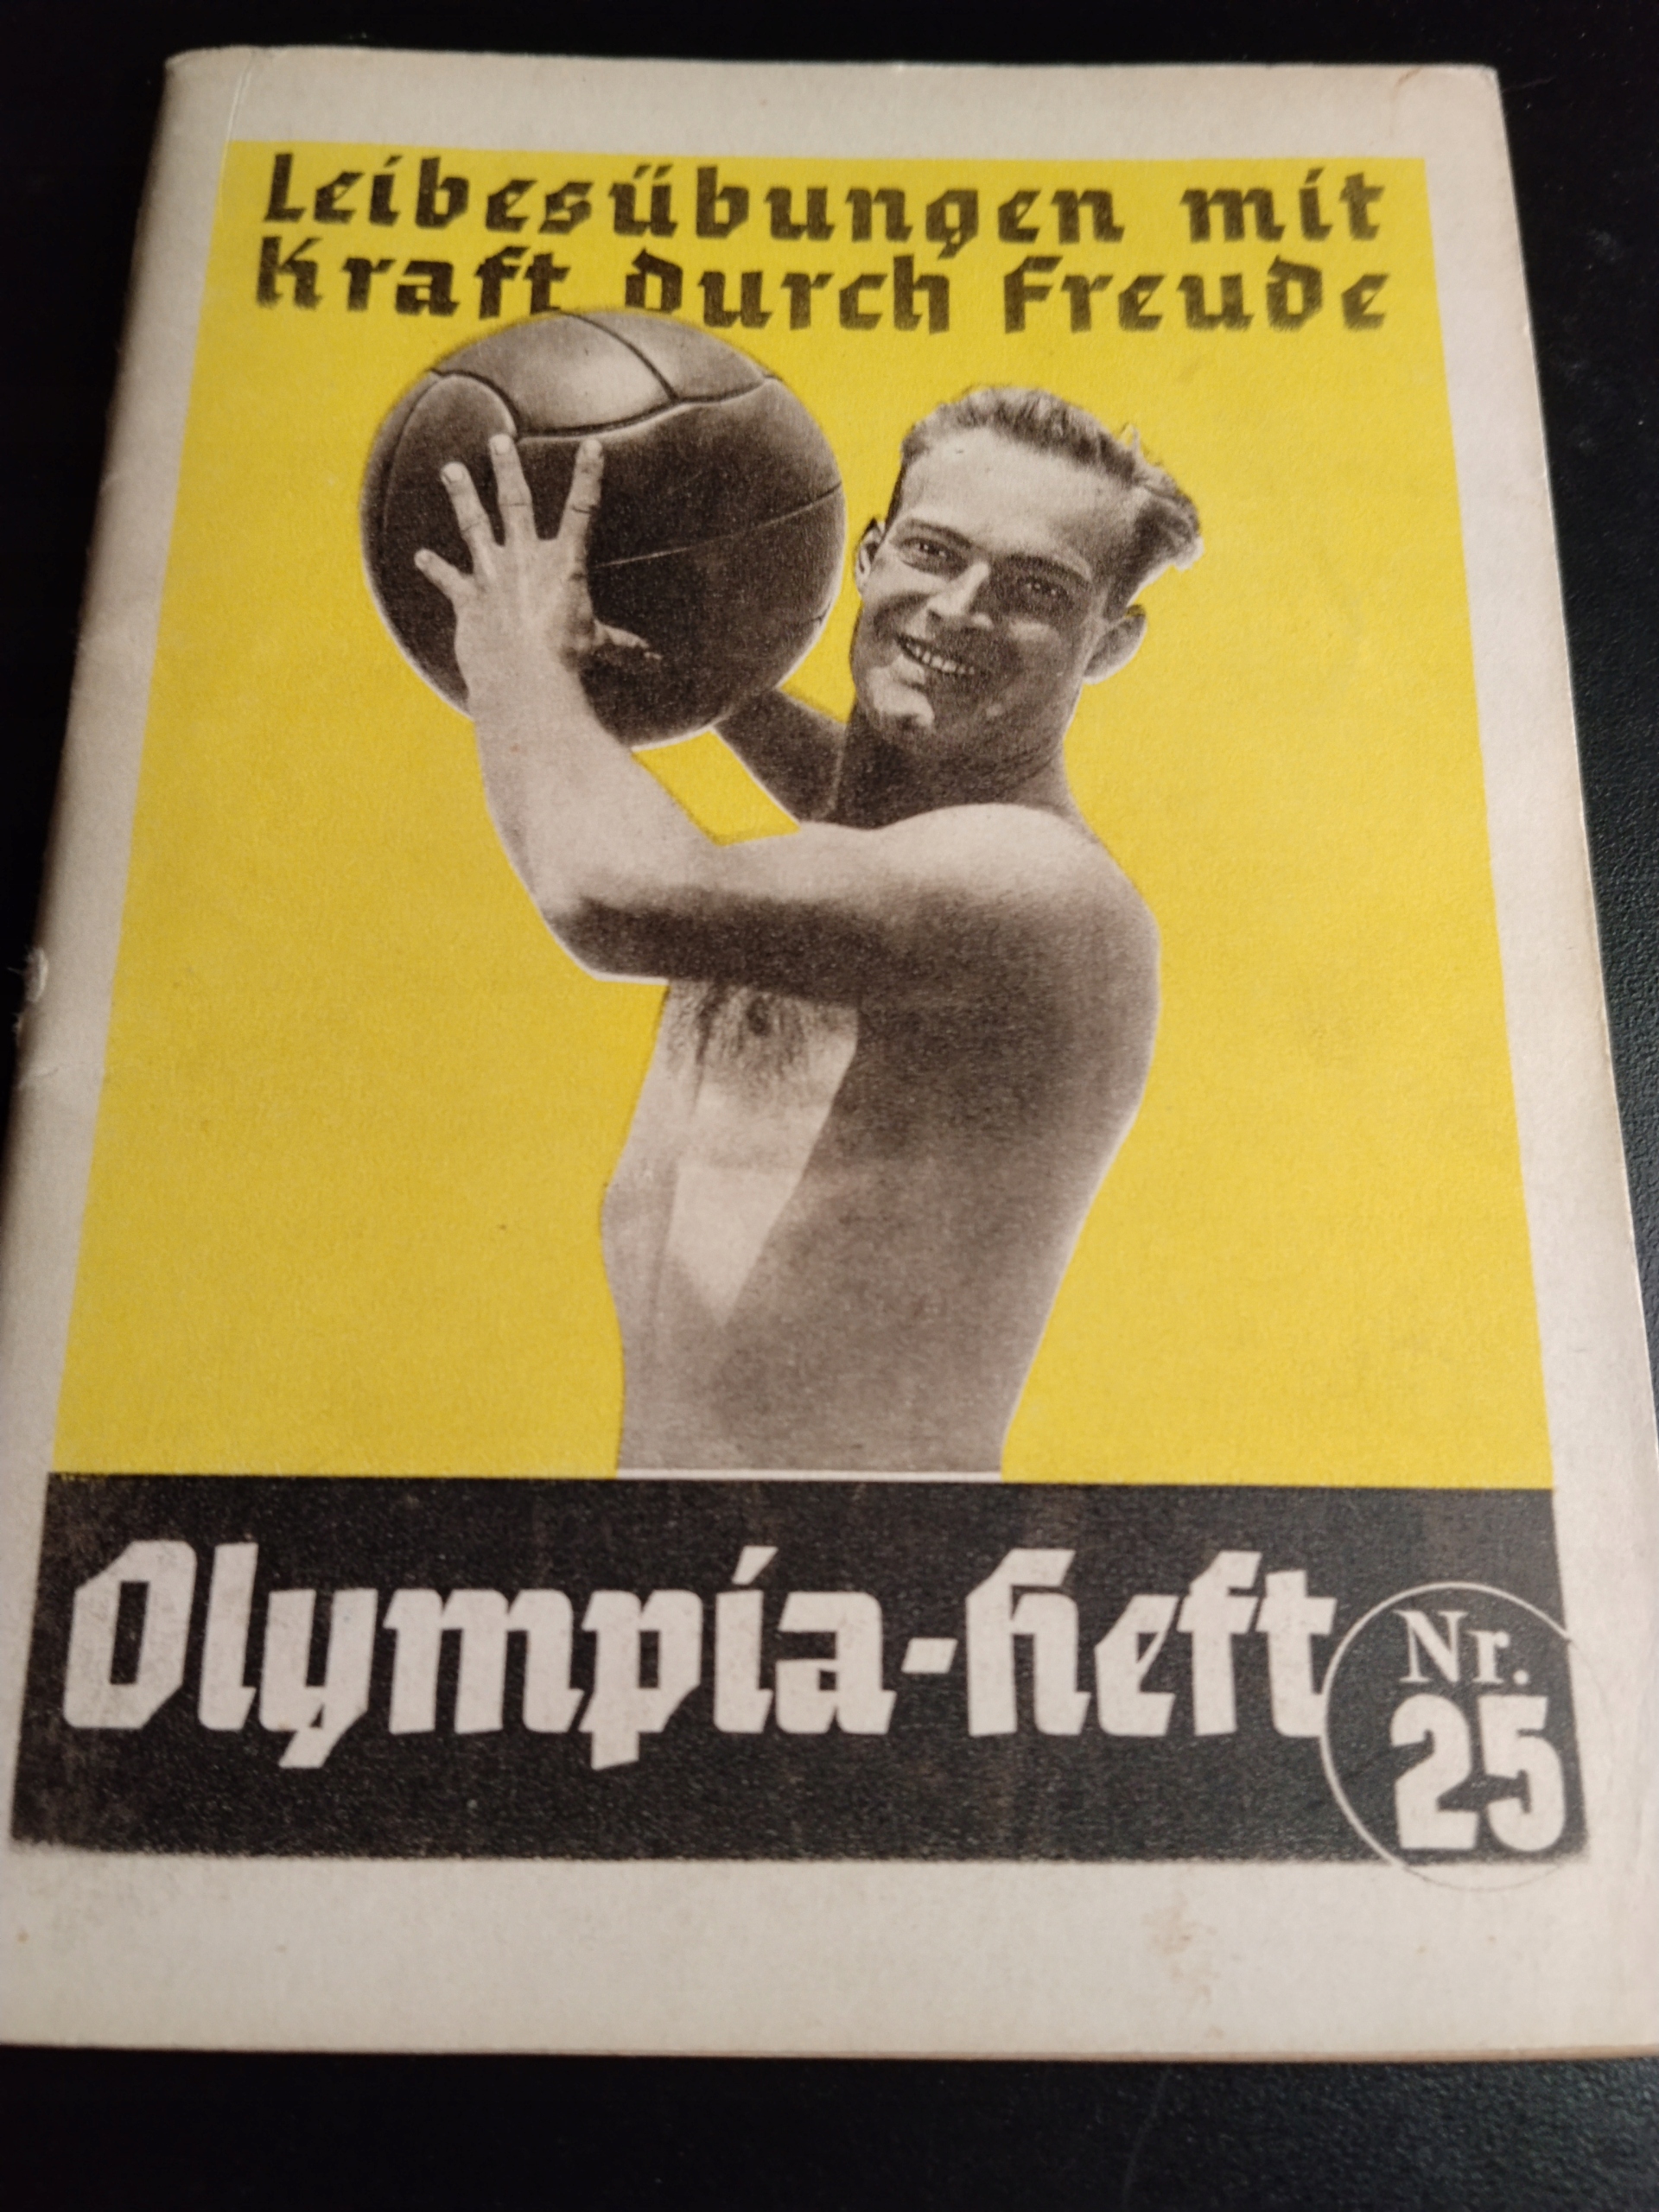 Leibesübungen mit
Kraft durch Freude
Olympia-Heft
Nr.
25